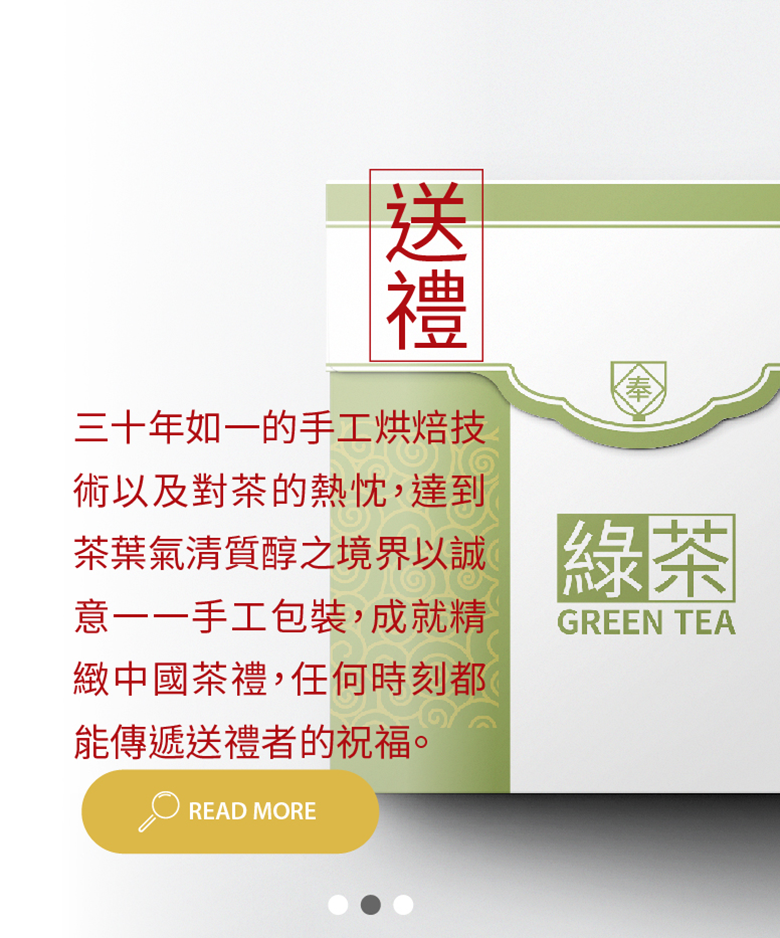 送禮
三十年如一的手工烘焙技
術以及對茶的熱忱，達到
茶葉氣清質醇之境界以誠
意一一手工包裝，成就精
緻中國茶禮，任何時刻都
能傳遞送禮者的祝福。
READ MORE
奉
綠茶
GREEN TEA